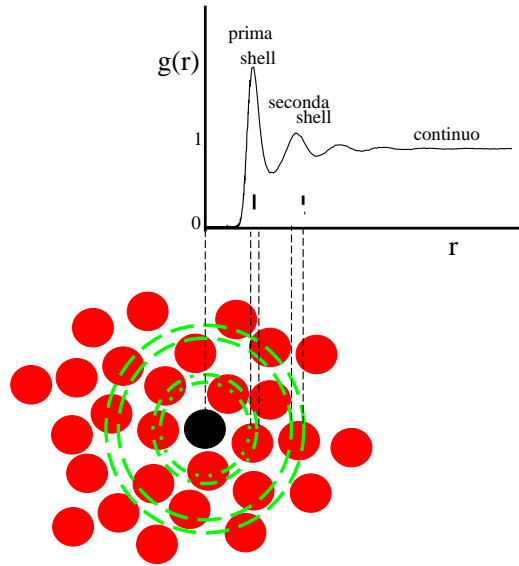 prima
shell
g(r)
seconda
shell
1
continuo
0
r